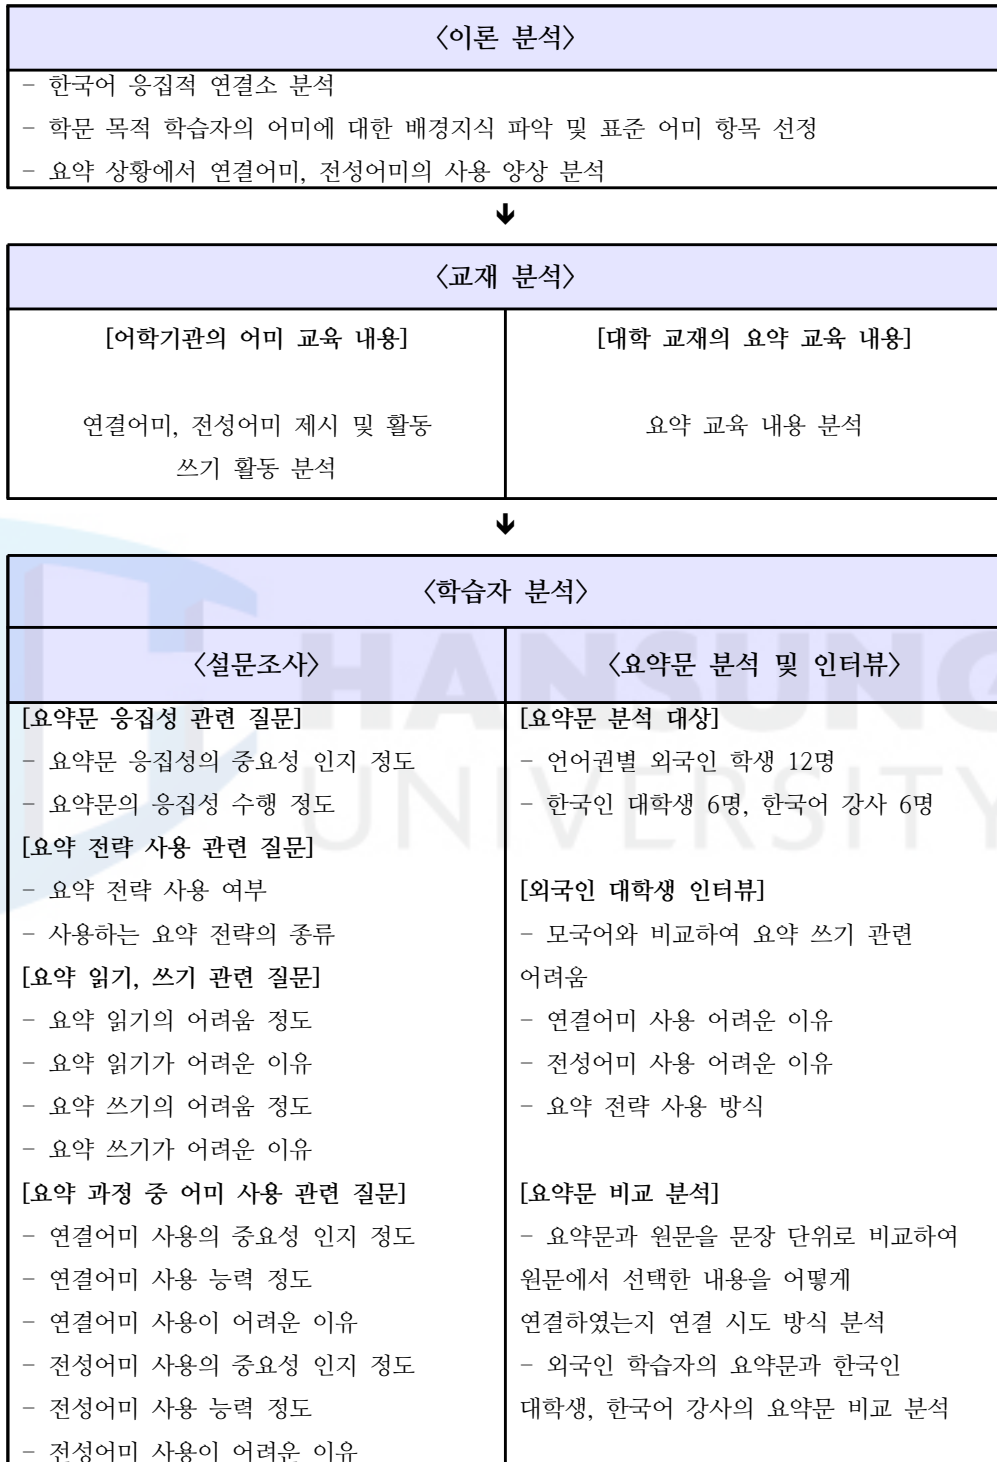 〈이론 분석〉
- 한국어 응집적 연결소 분석
- 학문 목적 학습자의 어미에 대한 배경지식 파악 및 표준 어미 항목 선정
- 요약 상황에서 연결어미, 전성어미의 사용 양상 분석
🡻
〈교재 분석〉
[어학기관의 어미 교육 내용]
연결어미, 전성어미 제시 및 활동
쓰기 활동 분석
[대학 교재의 요약 교육 내용]
요약 교육 내용 분석
🡻
〈학습자 분석〉
〈설문조사〉
[요약문 응집성 관련 질문]
- 요약문 응집성의 중요성 인지 정도
- 요약문의 응집성 수행 정도
[요약 전략 사용 관련 질문]
- 요약 전략 사용 여부
- 사용하는 요약 전략의 종류
[요약 읽기, 쓰기 관련 질문]
- 요약 읽기의 어려움 정도
- 요약 읽기가 어려운 이유
- 요약 쓰기의 어려움 정도
- 요약 쓰기가 어려운 이유
[요약 과정 중 어미 사용 관련 질문]
- 연결어미 사용의 중요성 인지 정도
- 연결어미 사용 능력 정도
- 연결어미 사용이 어려운 이유
- 전성어미 사용의 중요성 인지 정도
- 전성어미 사용 능력 정도
- 전성어미 사용이 어려운 이유
〈요약문 분석 및 인터뷰〉
[요약문 분석 대상]
- 언어권별 외국인 학생 12명
- 한국인 대학생 6명, 한국어 강사 6명
[외국인 대학생 인터뷰]
- 모국어와 비교하여 요약 쓰기 관련
어려움
- 연결어미 사용 어려운 이유
- 전성어미 사용 어려운 이유
- 요약 전략 사용 방식
[요약문 비교 분석]
- 요약문과 원문을 문장 단위로 비교하여
원문에서 선택한 내용을 어떻게
연결하였는지 연결 시도 방식 분석
- 외국인 학습자의 요약문과 한국인
대학생, 한국어 강사의 요약문 비교 분석
HANSUNG
UNIVERSITY